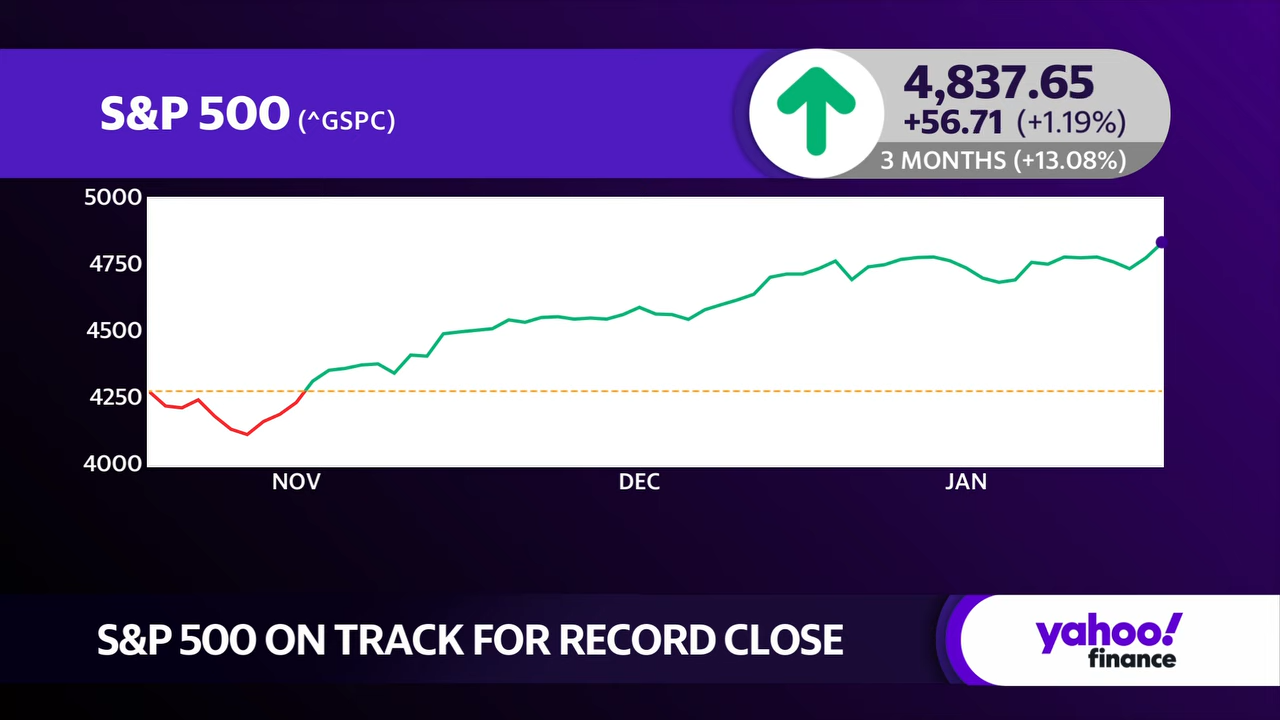 S&P 500 (^GSPC)
4,837.65
+56.71 (+1.19%)
3 MONTHS (+13.08%)
5000
4750
4500
4250
4000
NOV DEC JAN
S&P 500 ON TRACK FOR RECORD CLOSE
yahoo!
finance